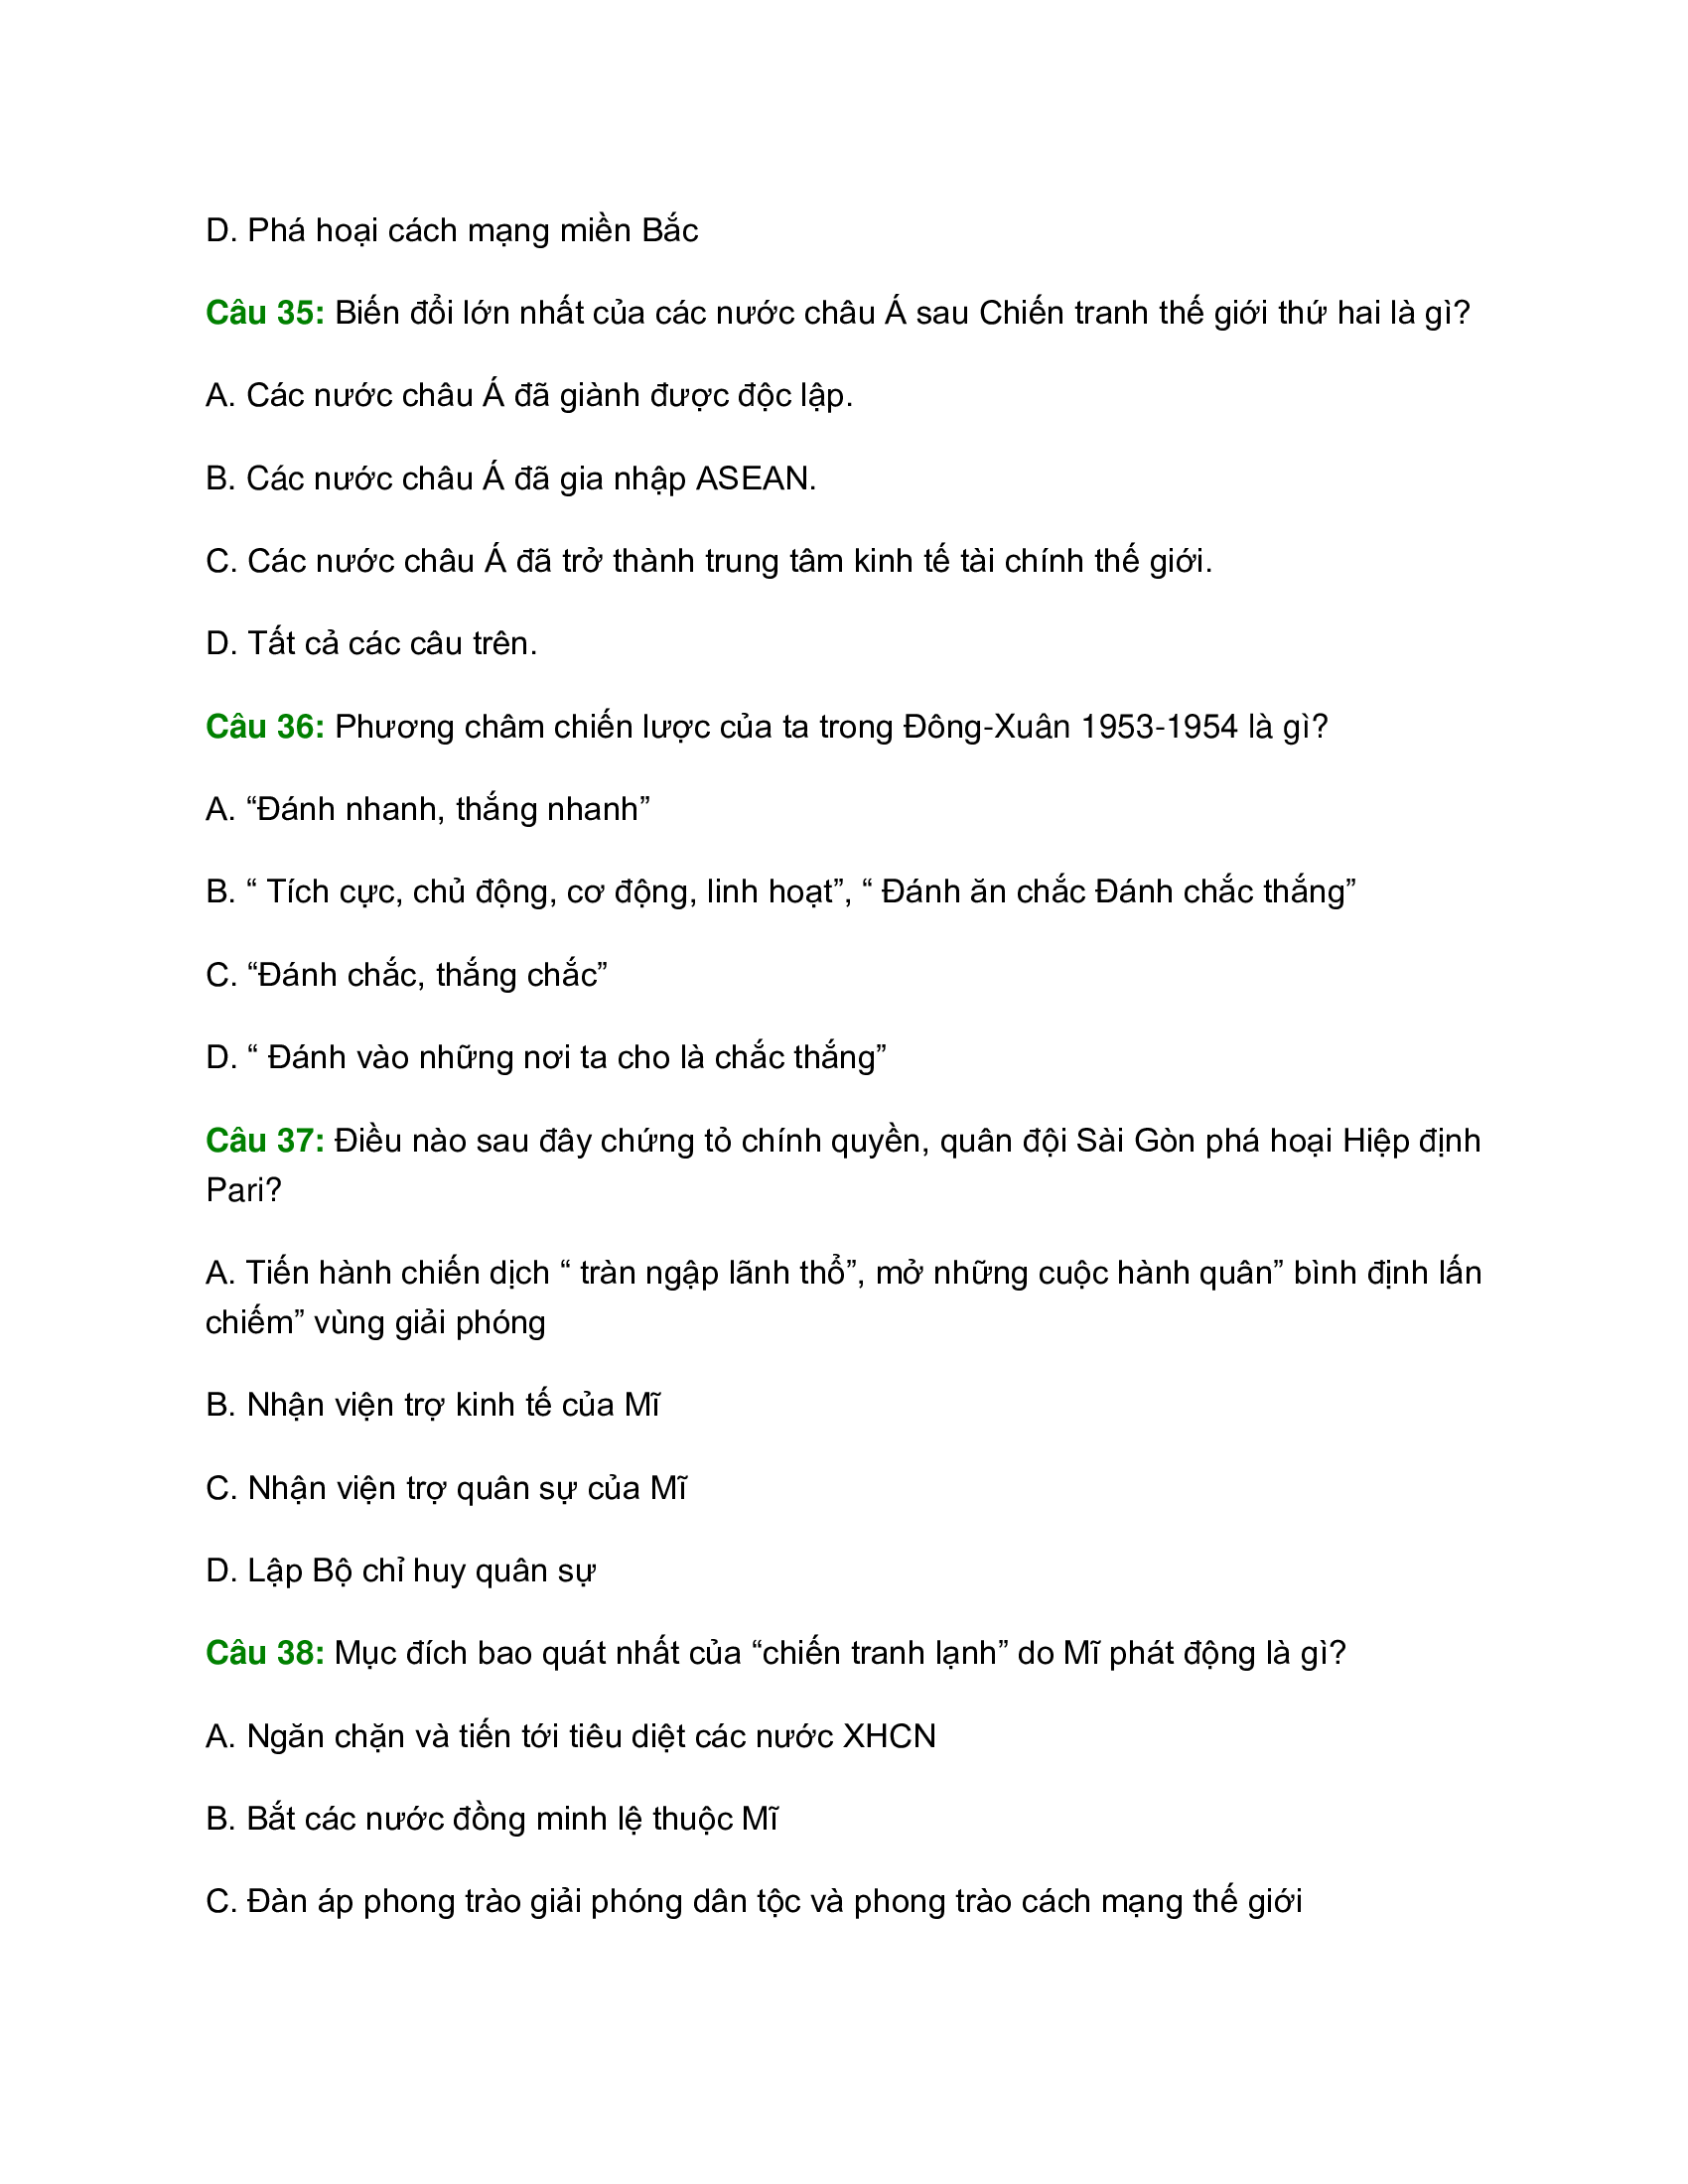 D. Phá hoại cách mạng miền Bắc
Câu 35: Biến đổi lớn nhất của các nước châu Á sau Chiến tranh thế giới thứ hai là gì?
A. Các nước châu Á đã giành được độc lập.
B. Các nước châu Á đã gia nhập ASEAN.
C. Các nước châu Á đã trở thành trung tâm kinh tế tài chính thế giới.
D. Tất cả các câu trên.
Câu 36: Phương châm chiến lược của ta trong Đông-Xuân 1953-1954 là gì?
A. “Đánh nhanh, thắng nhanh”
B. “ Tích cực, chủ động, cơ động, linh hoạt”, “ Đánh ăn chắc Đánh chắc thắng”
C. “Đánh chắc, thắng chắc”
D. “ Đánh vào những nơi ta cho là chắc thắng”
Câu 37: Điều nào sau đây chứng tỏ chính quyền, quân đội Sài Gòn phá hoại Hiệp định
Pari?
A. Tiến hành chiến dịch “ tràn ngập lãnh thổ”, mở những cuộc hành quân” bình định lấn
chiếm” vùng giải phóng
B. Nhận viện trợ kinh tế của Mĩ
C. Nhận viện trợ quân sự của Mĩ
D. Lập Bộ chỉ huy quân sự
Câu 38: Mục đích bao quát nhất của “chiến tranh lạnh” do Mĩ phát động là gì?
A. Ngăn chặn và tiến tới tiêu diệt các nước XHCN
B. Bắt các nước đồng minh lệ thuộc Mĩ
C. Đàn áp phong trào giải phóng dân tộc và phong trào cách mạng thế giới